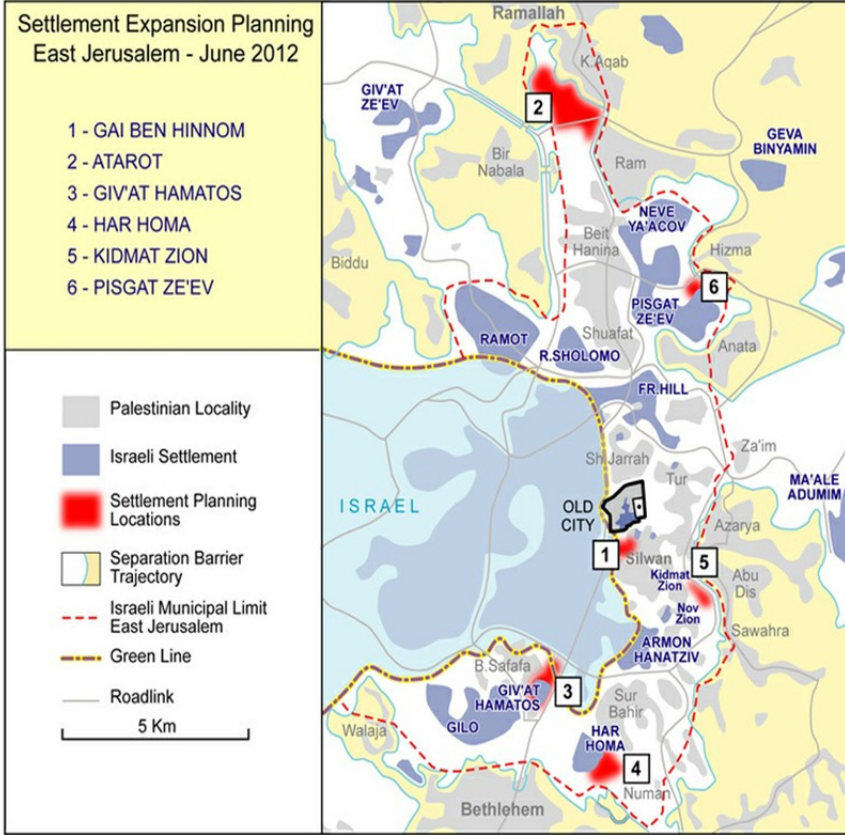 Settlement Expansion Planning
East Jerusalem - June 2012
1 - GAI BEN HINNOM
2 - ATAROT
3 - GIV'AT HAMATOS
4 - HAR HOMA
5 - KIDMAT ZION
6 - PISGAT ZE'EV
Palestinian Locality
Israeli Settlement
Settlement Planning
Locations
Separation Barrier
Trajectory
Israeli Municipal Limit
East Jerusalem
Green Line
Roadlink
5 Km
Ramallah
K.Aqab
GIV'AT
ZE'EV
2
GEVA
BINYAMIN
Bir
Nabala
Ram
NEVE
YA'ACOV
Beit
Hanina
Hizma
Biddu
6
PISGAT
ZE'EV
RAMOT
Shuafat
R.SHOLOMO
Anata
FR.HILL
Sh.Jarrah
Za'im
Tur
MA'ALE
ADUMIM
ISRAEL
OLD
CITY
Azarya
1
Silwan
5
Kidmat
Zion
Abu
Dis
Nov
Zion
Sawahra
ARMON
HANATZIV
B.Safafa
GIV'AT
HAMATOS
3
Sur
Bahir
GILO
Walaja
HAR
HOMA
4
Numan
Bethlehem